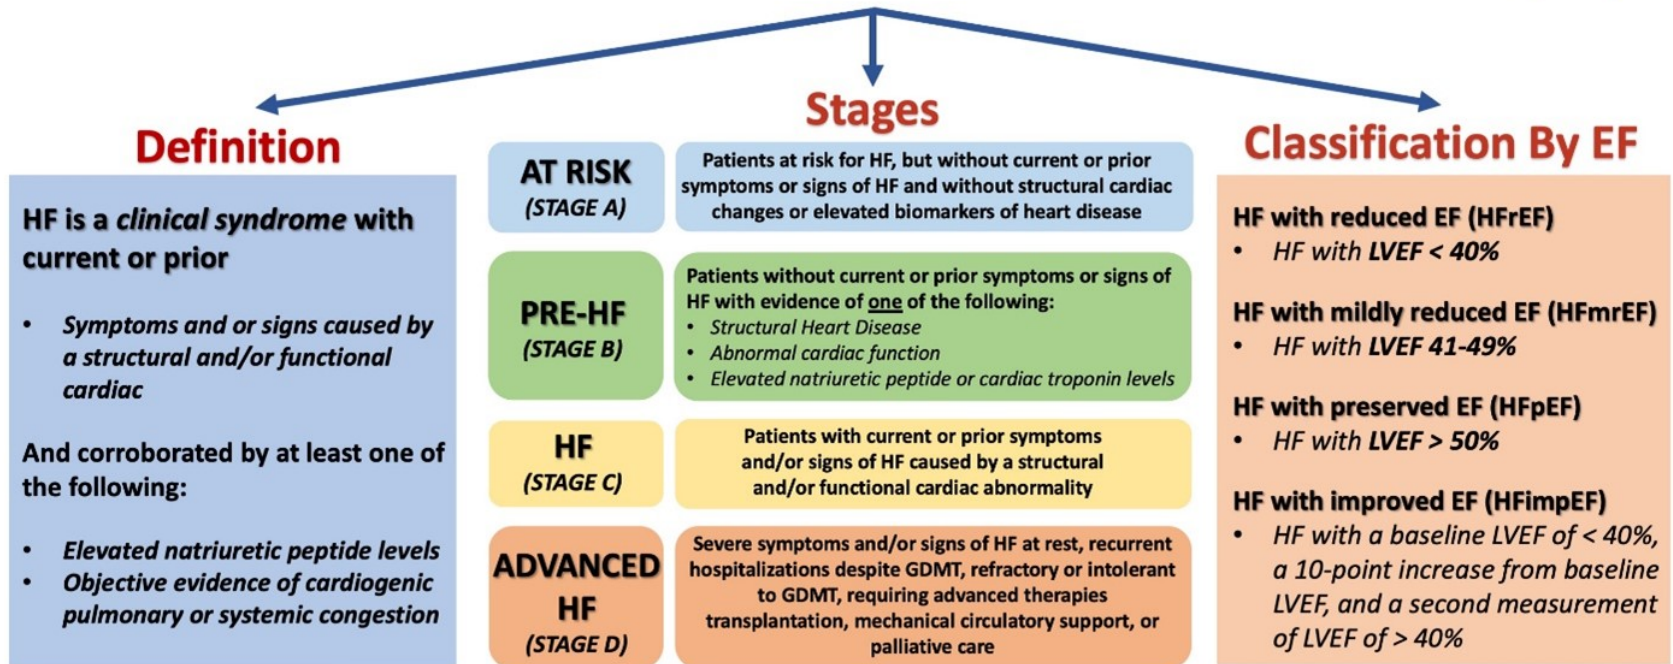 Definition
HF is a clinical syndrome with
current or prior
• Symptoms and or signs caused by
a structural and/or functional
cardiac
And corroborated by at least one of
the following:
• Elevated natriuretic peptide levels
• Objective evidence of cardiogenic
pulmonary or systemic congestion
Stages
AT RISK
(STAGE A)
Patients at risk for HF, but without current or prior
symptoms or signs of HF and without structural cardiac
changes or elevated biomarkers of heart disease
PRE-HF
(STAGE B)
Patients without current or prior symptoms or signs of
HF with evidence of one of the following:
• Structural Heart Disease
• Abnormal cardiac function
• Elevated natriuretic peptide or cardiac troponin levels
HF
(STAGE C)
Patients with current or prior symptoms
and/or signs of HF caused by a structural
and/or functional cardiac abnormality
ADVANCED
HF
(STAGE D)
Severe symptoms and/or signs of HF at rest, recurrent
hospitalizations despite GDMT, refractory or intolerant
to GDMT, requiring advanced therapies
transplantation, mechanical circulatory support, or
palliative care
Classification By EF
HF with reduced EF (HFrEF)
• HF with LVEF < 40%
HF with mildly reduced EF (HFmrEF)
• HF with LVEF 41-49%
HF with preserved EF (HFpEF)
• HF with LVEF > 50%
HF with improved EF (HFimpEF)
• HF with a baseline LVEF of < 40%,
a 10-point increase from baseline
LVEF, and a second measurement
of LVEF of > 40%